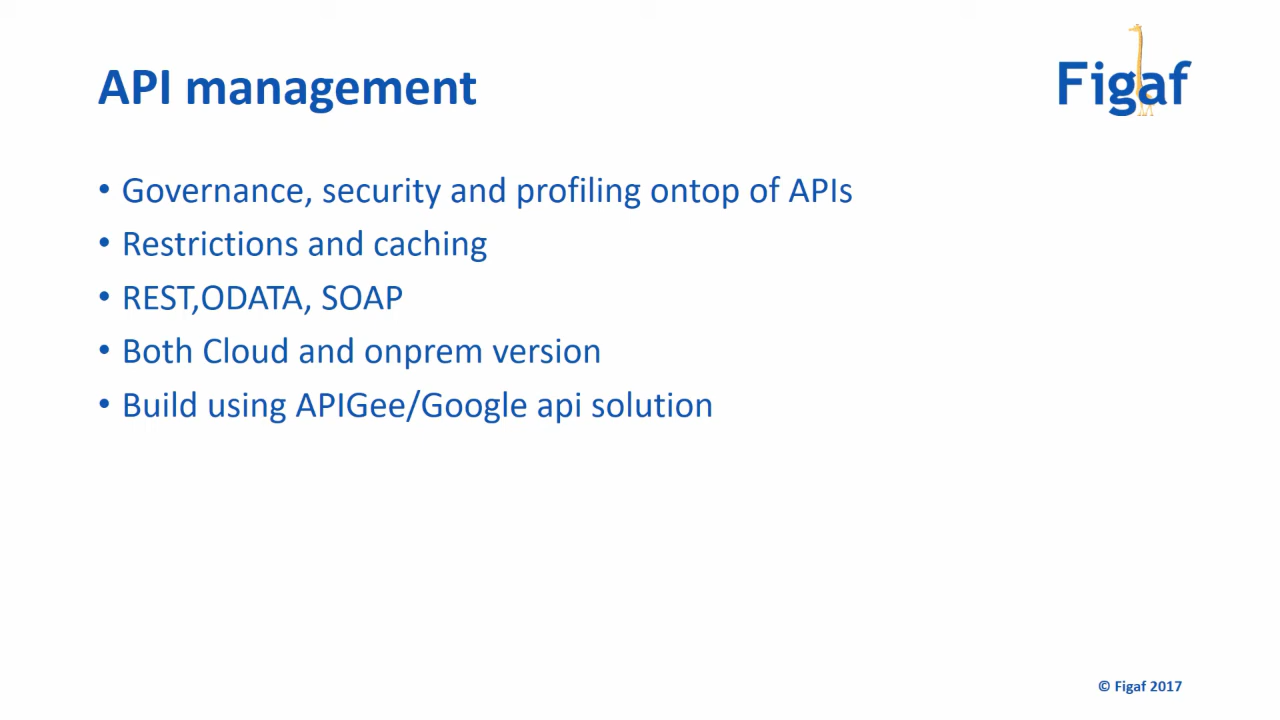 API management
Figaf
• Governance, security and profiling ontop of APIs
• Restrictions and caching
• REST,ODATA, SOAP
• Both Cloud and onprem version
• Build using APIGee/Google api solution
© Figaf 2017